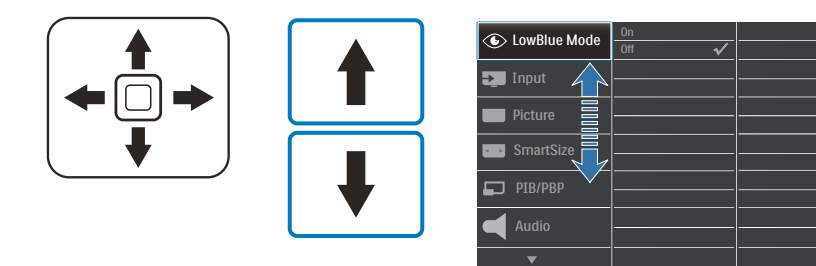 LowBlue Mode
On
Off
Input
Picture
SmartSize
PIB/PBP
Audio